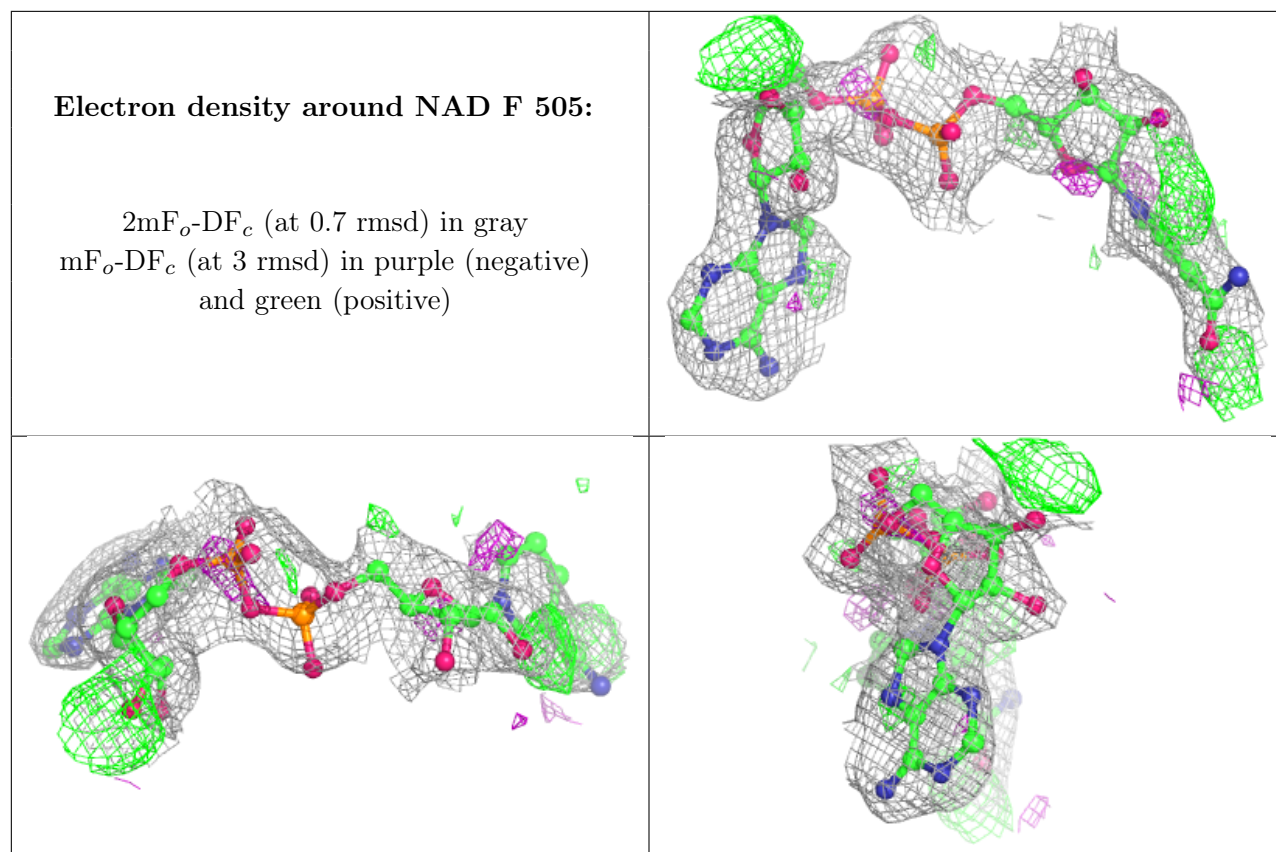 Electron density around NAD F 505:
2mFo-DFc (at 0.7 rmsd) in gray
mFo-DFc (at 3 rmsd) in purple (negative)
and green (positive)